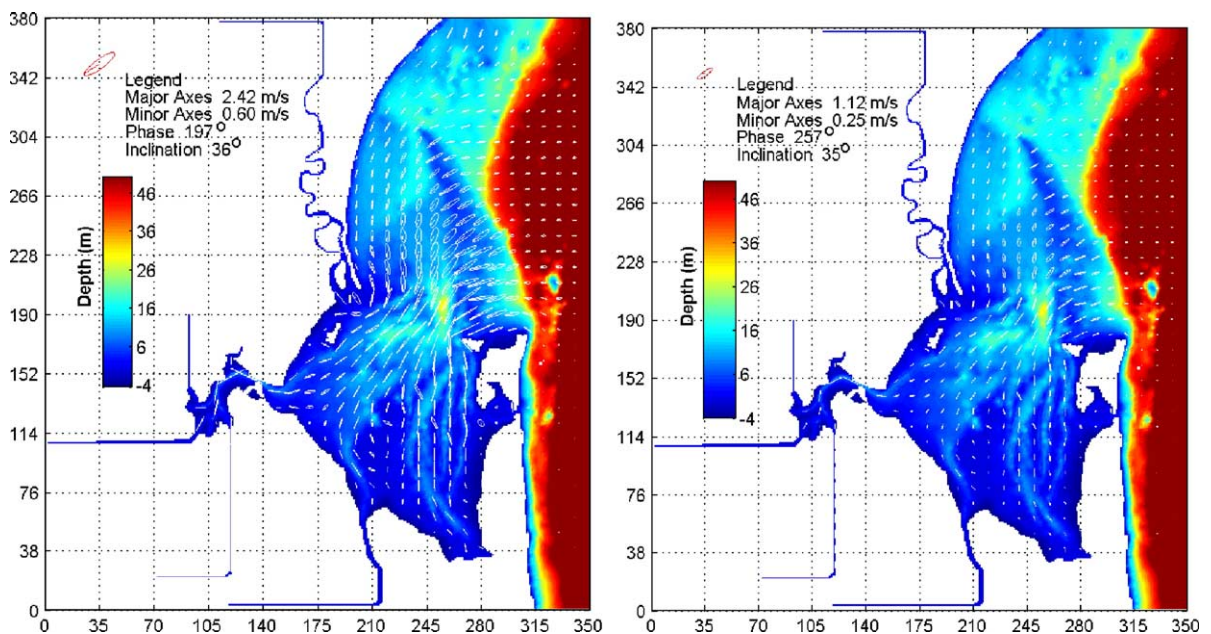 380
342
304
266
228
190
152
114
76
38
0
0 35 70 105 140 175 210 245 280 315 350
Legend
Major Axes 2.42 m/s
Minor Axes 0.60 m/s
Phase 197°
Inclination 36°
Depth (m)
46
36
26
16
6
-4
380
342
304
266
228
190
152
114
76
38
0
0 35 70 105 140 175 210 245 280 315 350
Legend
Major Axes 1.12 m/s
Minor Axes 0.25 m/s
Phase 257°
Inclination 35°
Depth (m)
46
36
26
16
6
-4